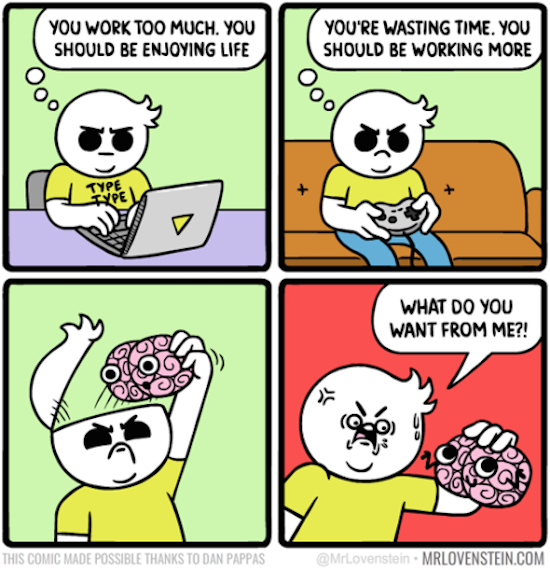 YOU WORK TOO MUCH. YOU
SHOULD BE ENJOYING LIFE
TYPE
TYPE
YOU'RE WASTING TIME. YOU
SHOULD BE WORKING MORE
WHAT DO YOU
WANT FROM ME?!
THIS COMIC MADE POSSIBLE THANKS TO DAN PAPPAS
@MrLovenstein • MRLOVENSTEIN.COM